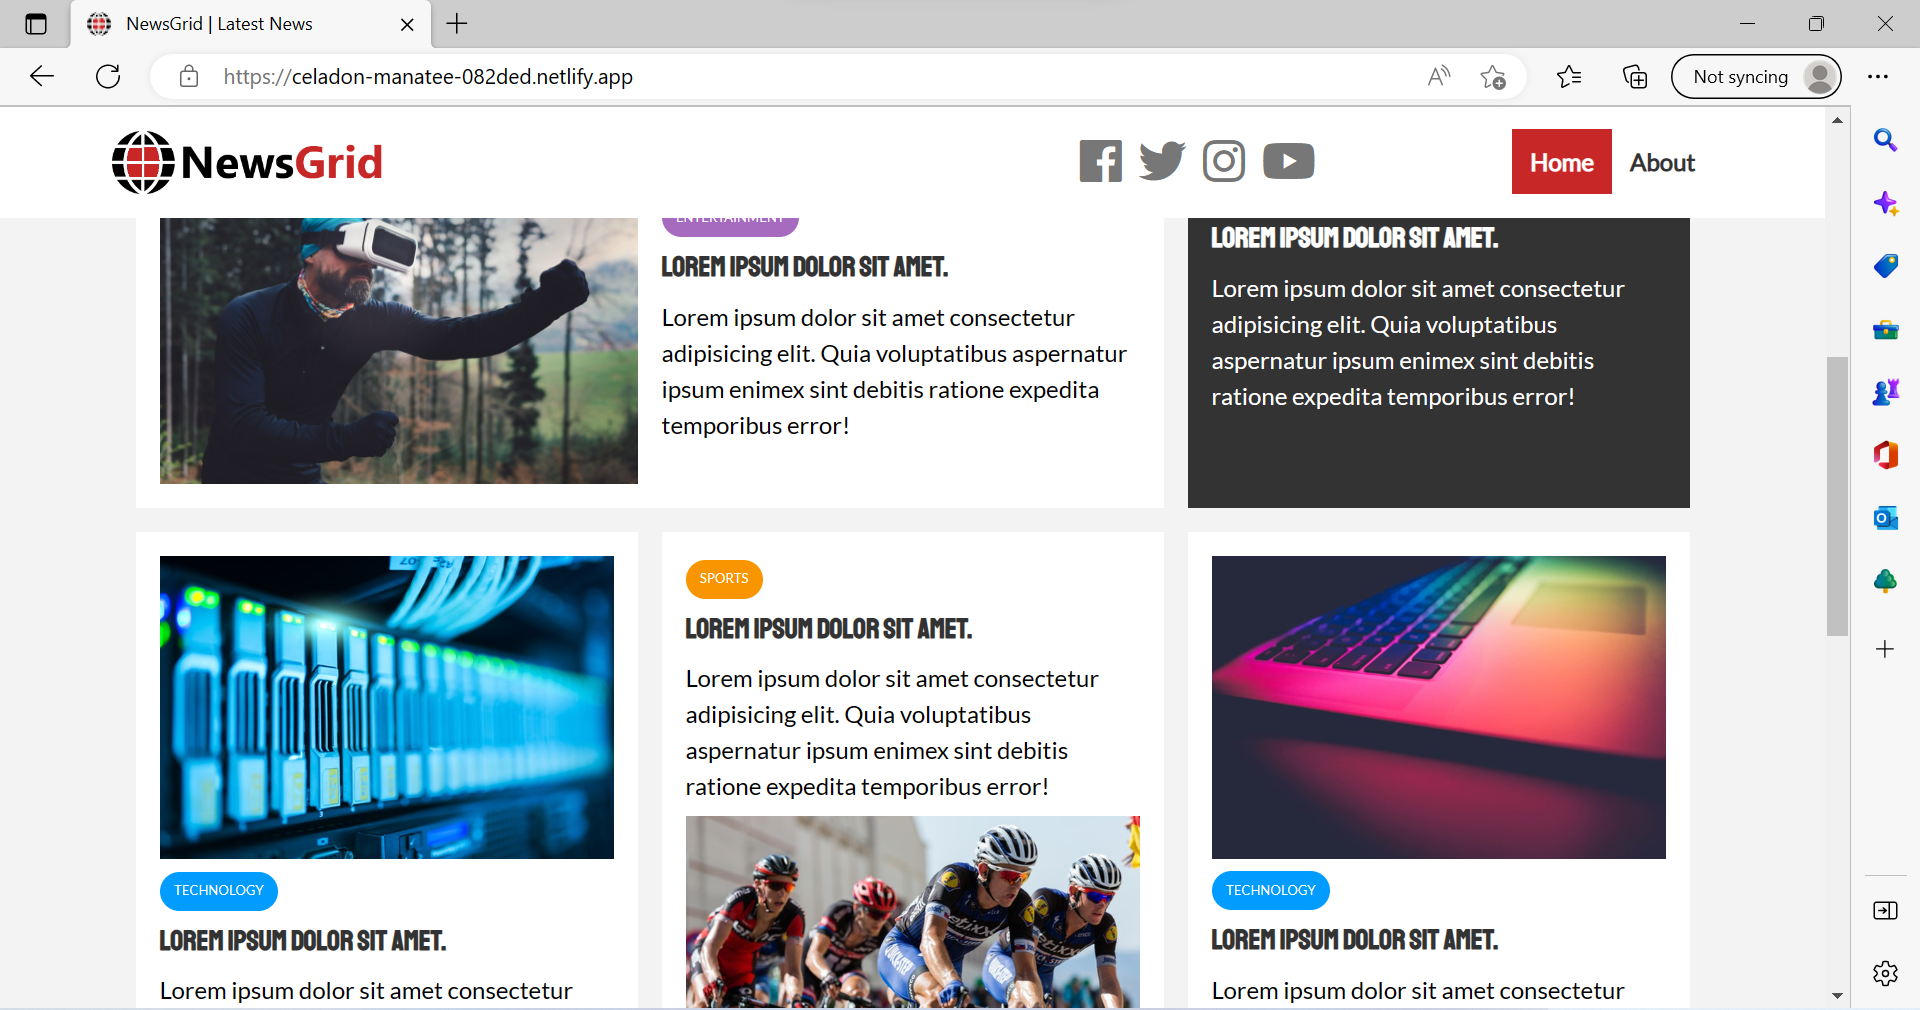 NewsGrid | Latest News
https://celadon-manatee-082ded.netlify.app
Not syncing
NewsGrid
Home
About
ENTERTAINMENT
LOREM IPSUM DOLOR SIT AMET.
Lorem ipsum dolor sit amet consectetur
adipisicing elit. Quia voluptatibus aspernatur
ipsum enimex sint debitis ratione expedita
temporibus error!
LOREM IPSUM DOLOR SIT AMET.
Lorem ipsum dolor sit amet consectetur
adipisicing elit. Quia voluptatibus
aspernatur ipsum enimex sint debitis
ratione expedita temporibus error!
TECHNOLOGY
LOREM IPSUM DOLOR SIT AMET.
Lorem ipsum dolor sit amet consectetur
SPORTS
LOREM IPSUM DOLOR SIT AMET.
Lorem ipsum dolor sit amet consectetur
adipisicing elit. Quia voluptatibus
aspernatur ipsum enimex sint debitis
ratione expedita temporibus error!
TECHNOLOGY
LOREM IPSUM DOLOR SIT AMET.
Lorem ipsum dolor sit amet consectetur